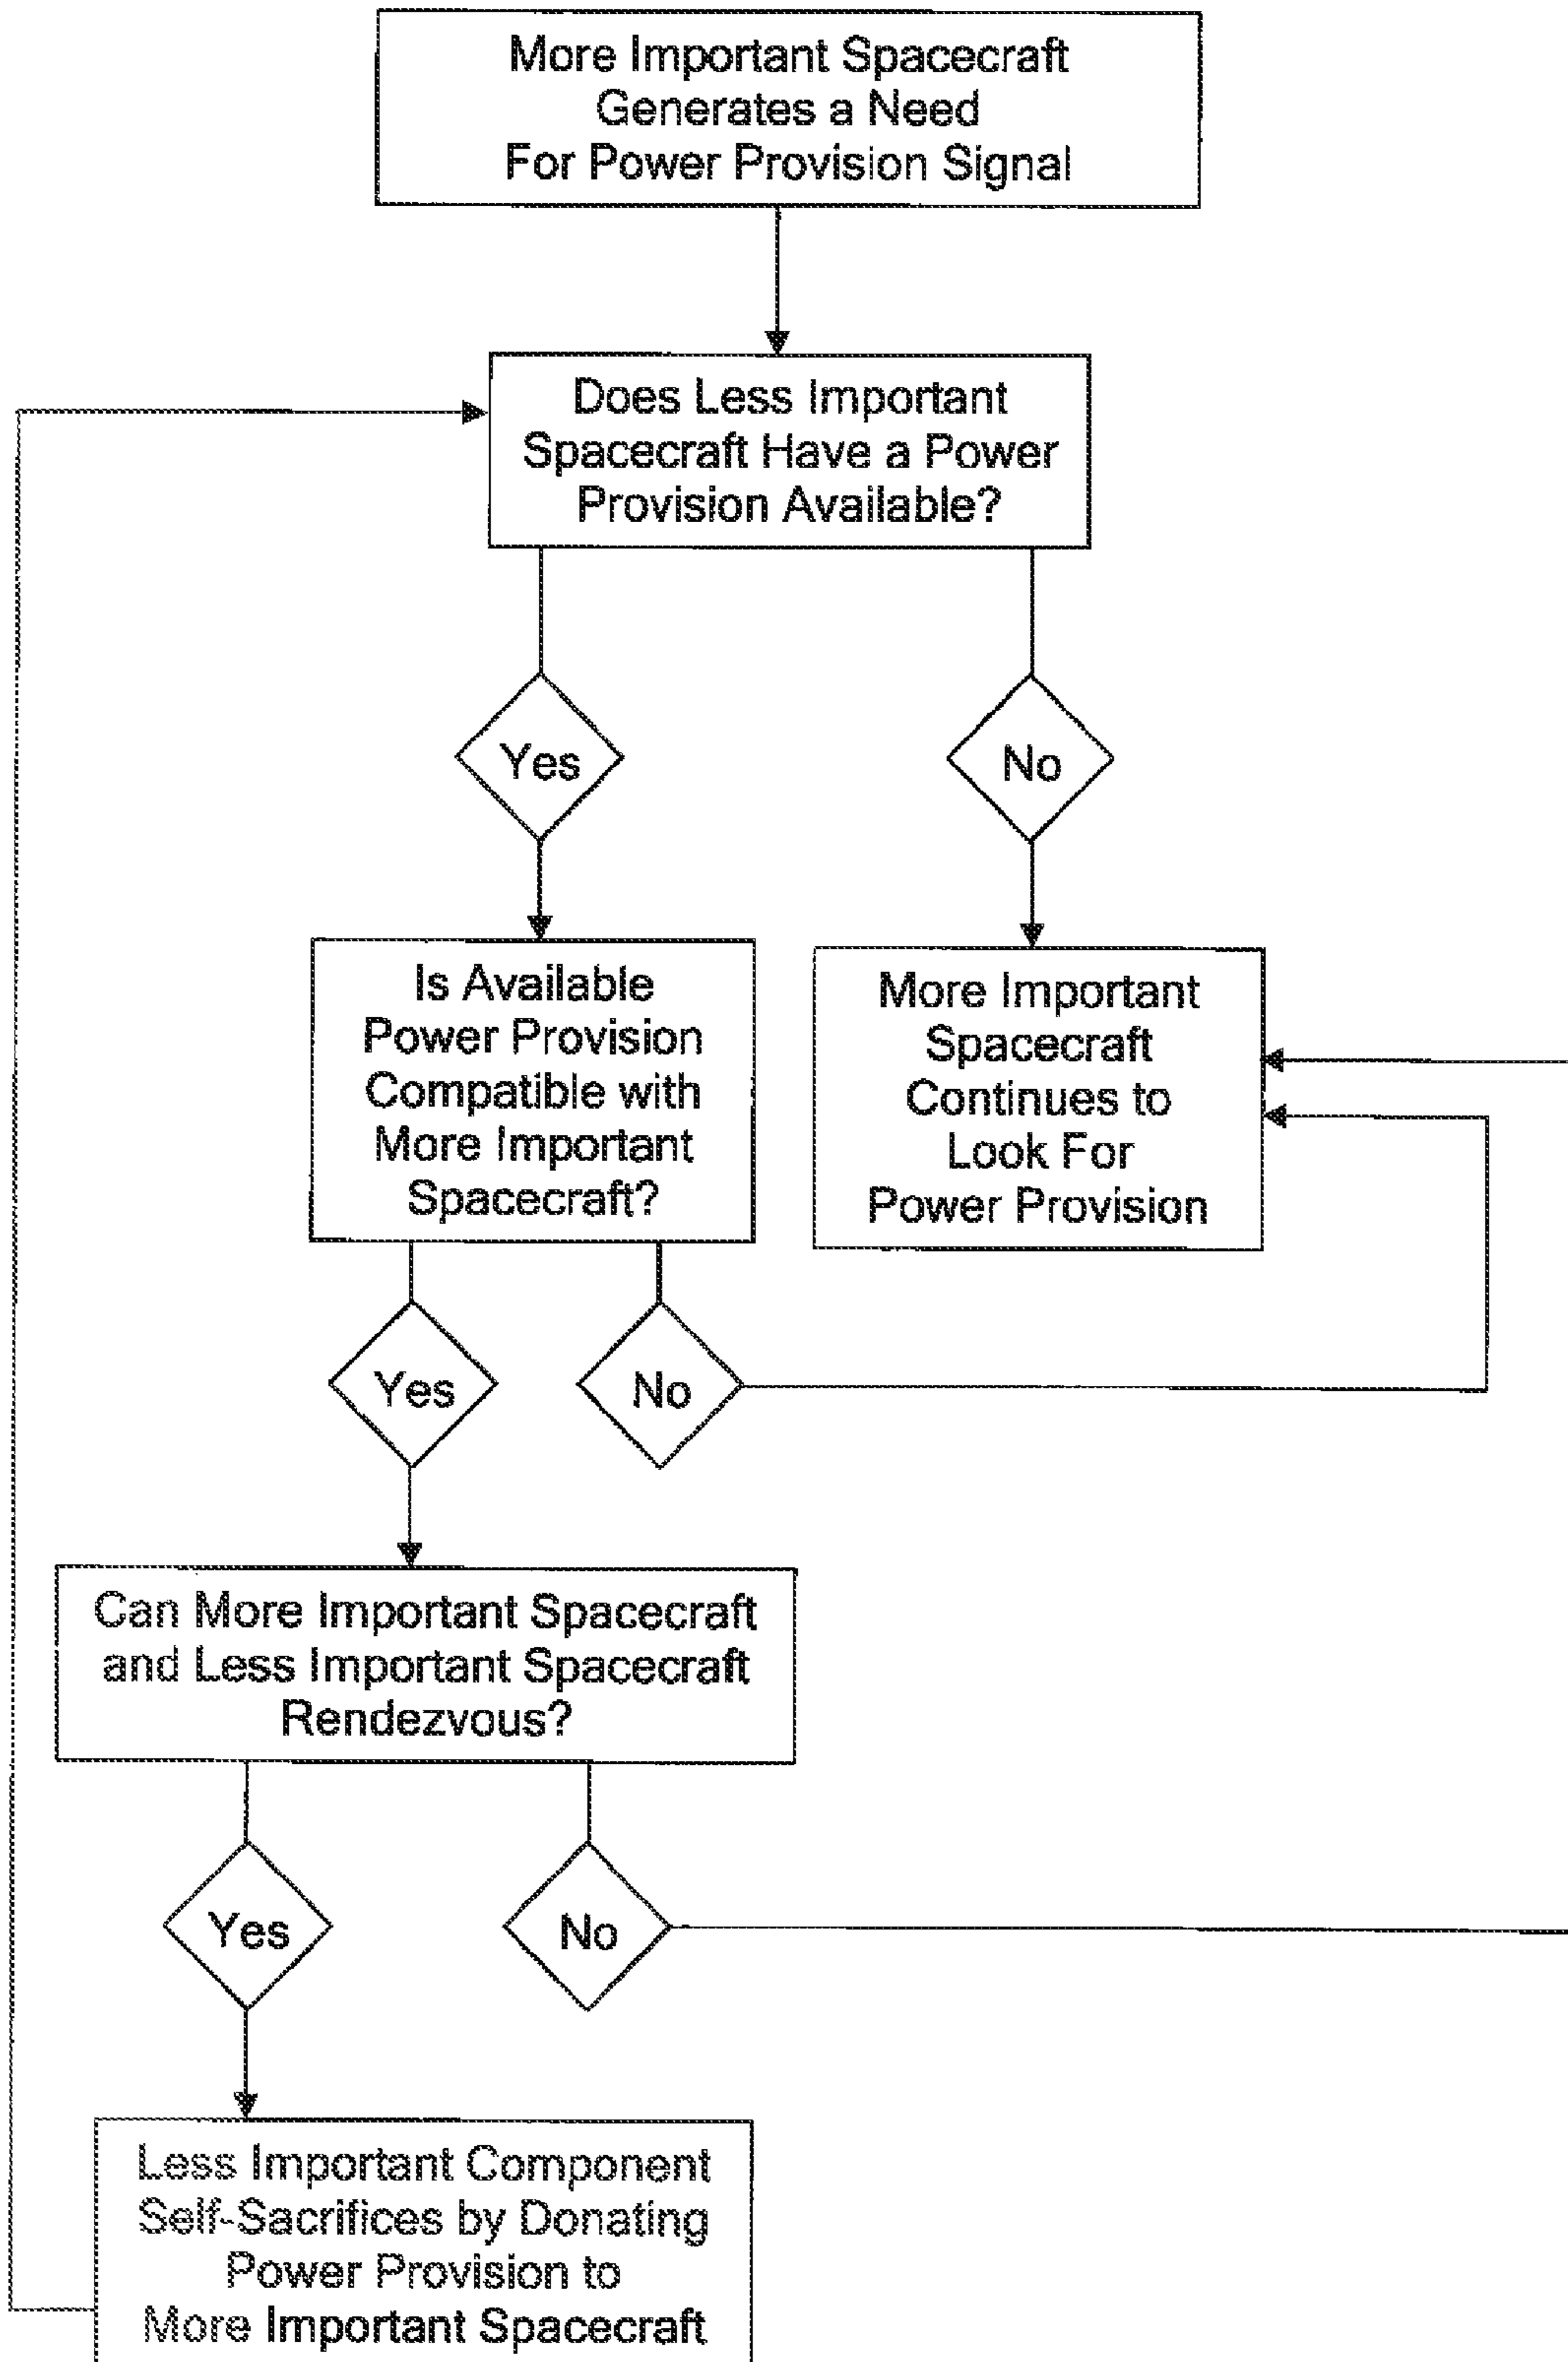 More Important Spacecraft
Generates a Need
For Power Provision Signal
Does Less Important
Spacecraft Have a Power
Provision Available?
Yes
No
Is Available
Power Provision
Compatible with
More Important
Spacecraft?
More Important
Spacecraft
Continues to
Look For
Power Provision
Yes
No
Can More Important Spacecraft
and Less Important Spacecraft
Rendezvous?
Yes
No
Less Important Component
Self-Sacrifices by Donating
Power Provision to
More Important Spacecraft